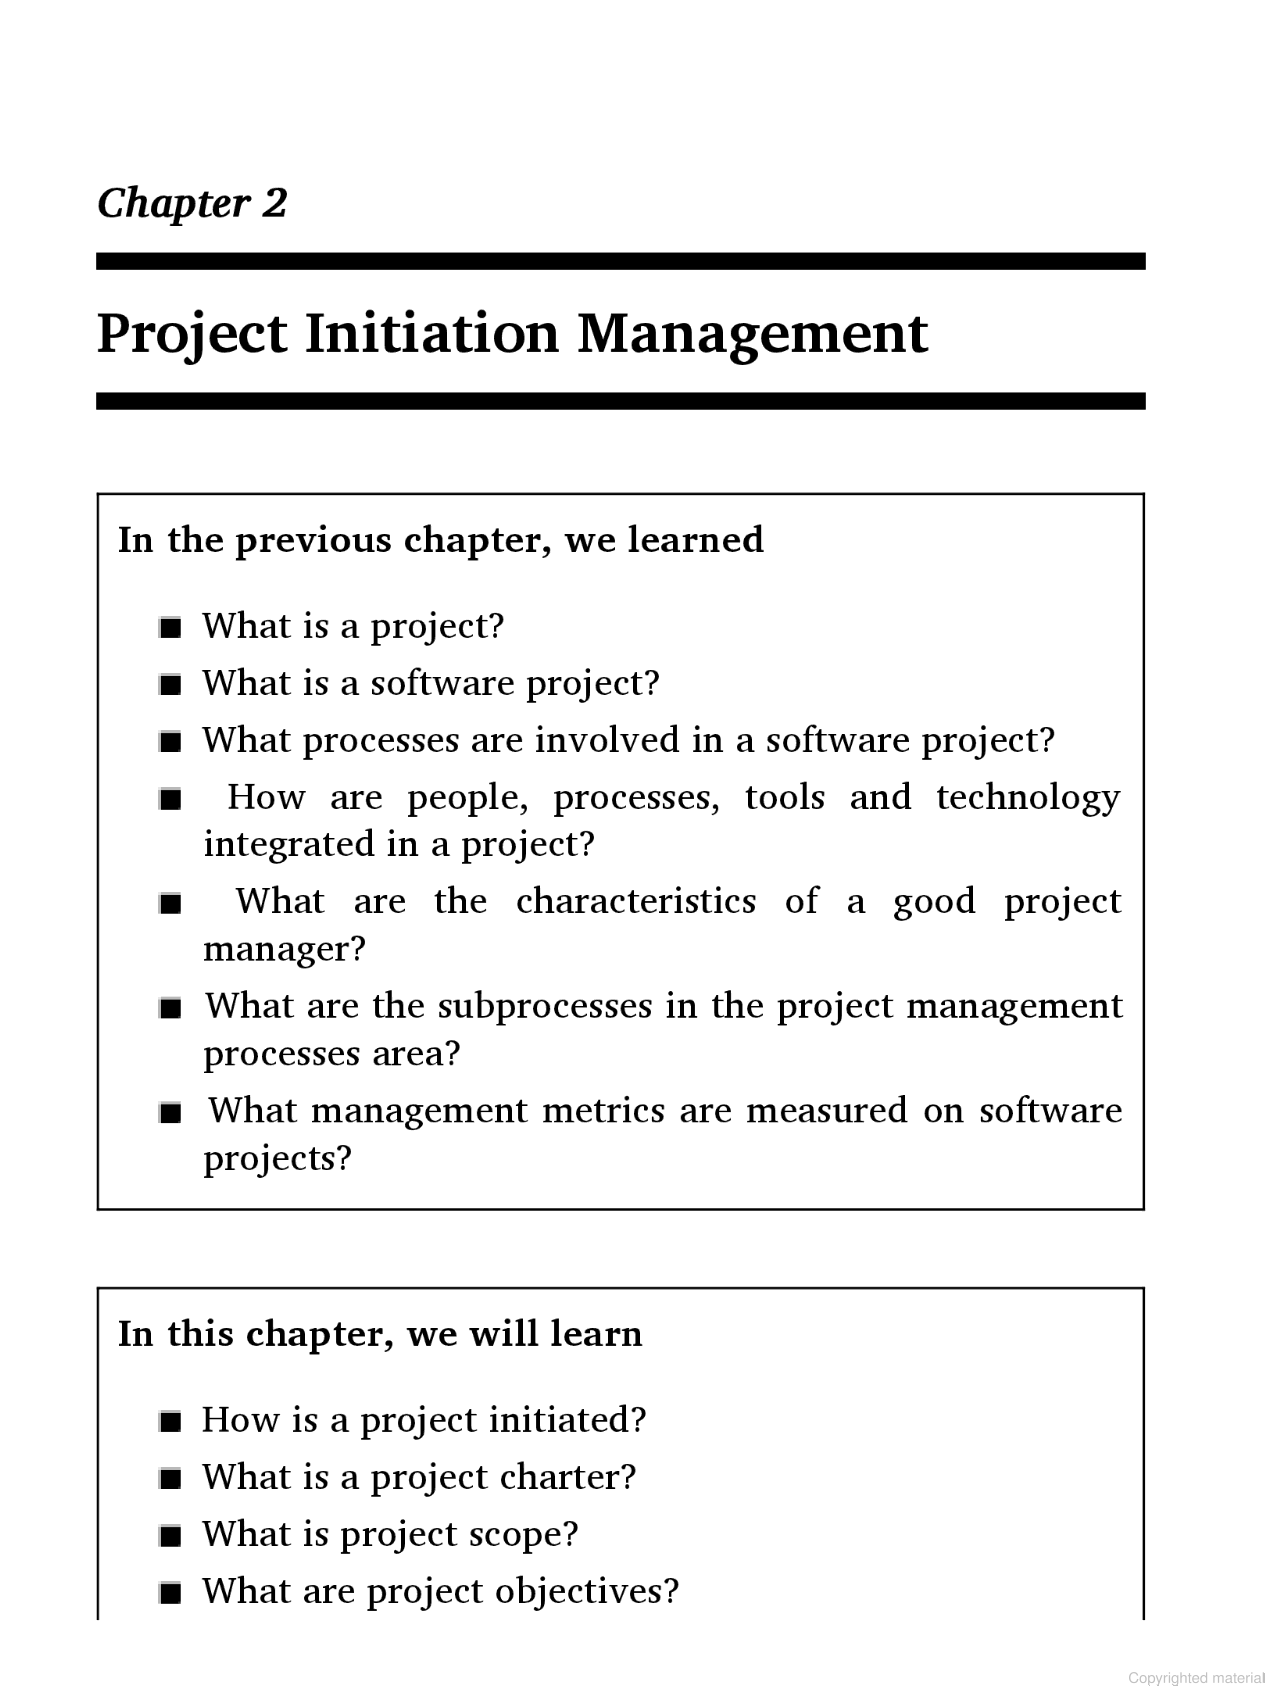 Chapter 2
Project Initiation Management
In the previous chapter, we learned
■ What is a project?
■ What is a software project?
■ What processes are involved in a software project?
■ How are people, processes, tools and technology
integrated in a project?
■ What are the characteristics of a good project
manager?
■ What are the subprocesses in the project management
processes area?
■ What management metrics are measured on software
projects?
In this chapter, we will learn
■ How is a project initiated?
■ What is a project charter?
■ What is project scope?
■ What are project objectives?
Copyrighted material